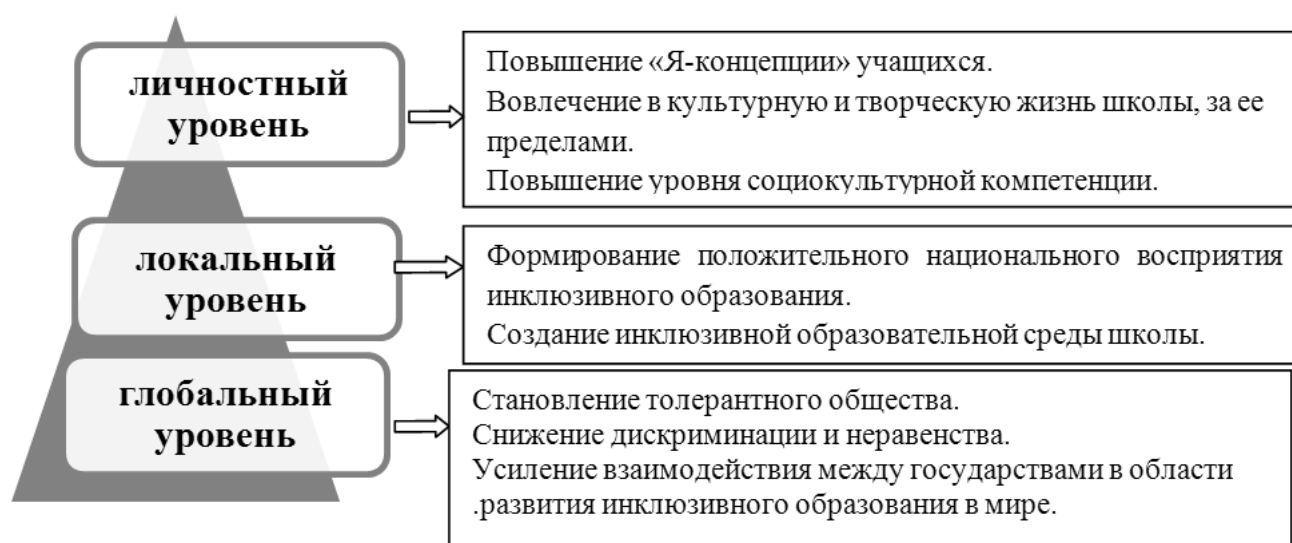 личностный
уровень
Повышение «Я-концепции» учащихся.
Вовлечение в культурную и творческую жизнь школы, за ее
пределами.
Повышение уровня социокультурной компетенции.
локальный
уровень
Формирование положительного национального восприятия
инклюзивного образования.
Создание инклюзивной образовательной среды школы.
глобальный
уровень
Становление толерантного общества.
Снижение дискриминации и неравенства.
Усиление взаимодействия между государствами в области
.развития инклюзивного образования в мире.